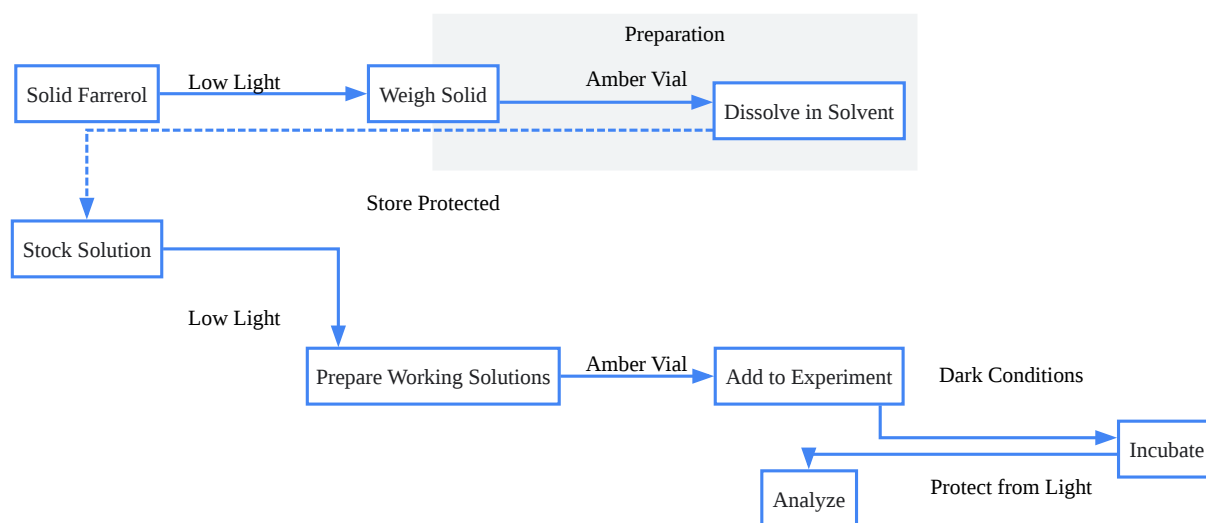 Preparation
Solid Farrerol
Low Light
Weigh Solid
Amber Vial
Dissolve in Solvent
Store Protected
Stock Solution
Low Light
Prepare Working Solutions
Amber Vial
Add to Experiment
Dark Conditions
Incubate
Protect from Light
Analyze